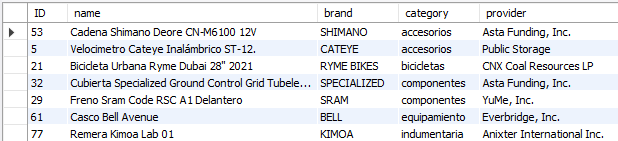 ID name brand category provider
53 Cadena Shimano Deore CN-M6100 12V SHIMANO accesorios Asta Funding, Inc.
5 Velocimetro Cateye Inalámbrico ST-12. CATEYE accesorios Public Storage
21 Bicicleta Urbana Ryme Dubai 28" 2021 RYME BIKES bicicletas CNX Coal Resources LP
32 Cubierta Specialized Ground Control Grid Tubele... SPECIALIZED componentes Asta Funding, Inc.
29 Freno Sram Code RSC A1 Delantero SRAM componentes YuMe, Inc.
61 Casco Bell Avenue BELL equipamiento Everbridge, Inc.
77 Remera Kimoa Lab 01 KIMOA indumentaria Anixter International Inc.